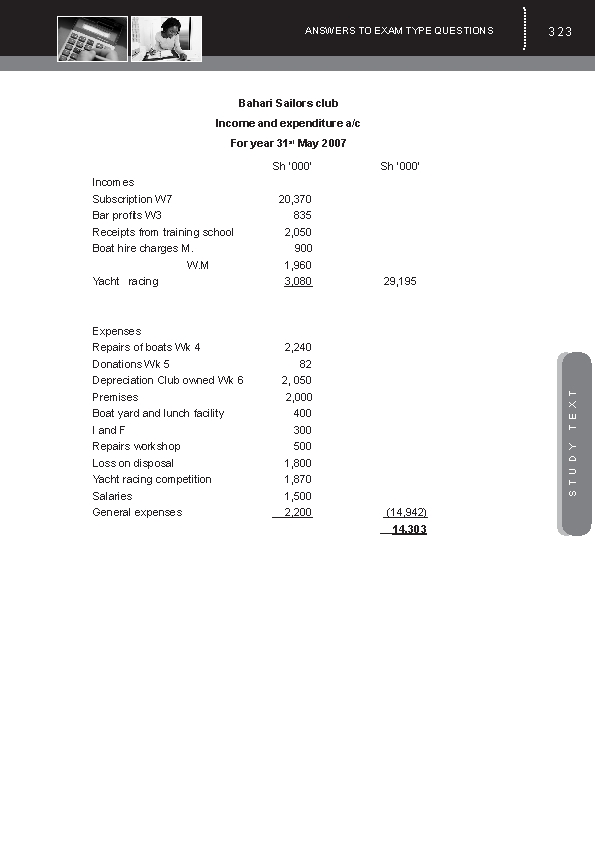 ANSWERS TO EXAM TYPE QUESTIONS 323
Bahari Sailors club
Income and expenditure a/c
For year 31st May 2007
Sh '000' Sh '000'
Incomes
Subscription W7 20,370
Bar profits W3 835
Receipts from training school 2,050
Boat hire charges M. 900
W.M 1,960
Yacht racing 3,080 29,195
Expenses
Repairs of boats Wk 4 2,240
Donations Wk 5 82
Depreciation Club owned Wk 6 2, 050
Premises 2,000
Boat yard and lunch facility 400
I and F 300
Repairs workshop 500
Loss on disposal 1,800
Yacht racing competition 1,870
Salaries 1,500
General expenses 2,200 (14,942)
14,303
STUDY TEXT